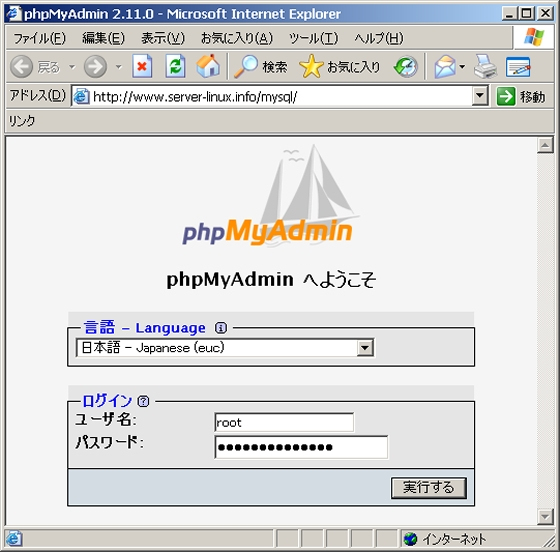 phpMyAdmin 2.11.0 - Microsoft Internet Explorer
ファイル(F) 編集(E) 表示(V) お気に入り(A) ツール(T) ヘルプ(H)
戻る 検索 お気に入り
アドレス(D) http://www.server-linux.info/mysql/ 移動
リンク
phpMyAdmin
phpMyAdmin へようこそ
言語 - Language
日本語 - Japanese (euc)
ログイン
ユーザ名: root
パスワード: ●●●●●●●●●●●●●●
実行する
インターネット